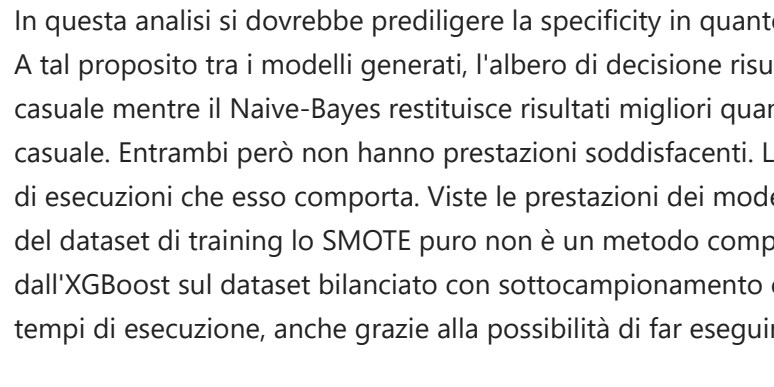 In questa analisi si dovrebbe prediligere la specificity in quanto
A tal proposito tra i modelli generati, l'albero di decisione risu
casuale mentre il Naive-Bayes restituisce risultati migliori quan
casuale. Entrambi però non hanno prestazioni soddisfacenti. L
di esecuzioni che esso comporta. Viste le prestazioni dei mode
del dataset di training lo SMOTE puro non è un metodo comp
dall'XGBoost sul dataset bilanciato con sottocampionamento
tempi di esecuzione, anche grazie alla possibilità di far eseguir